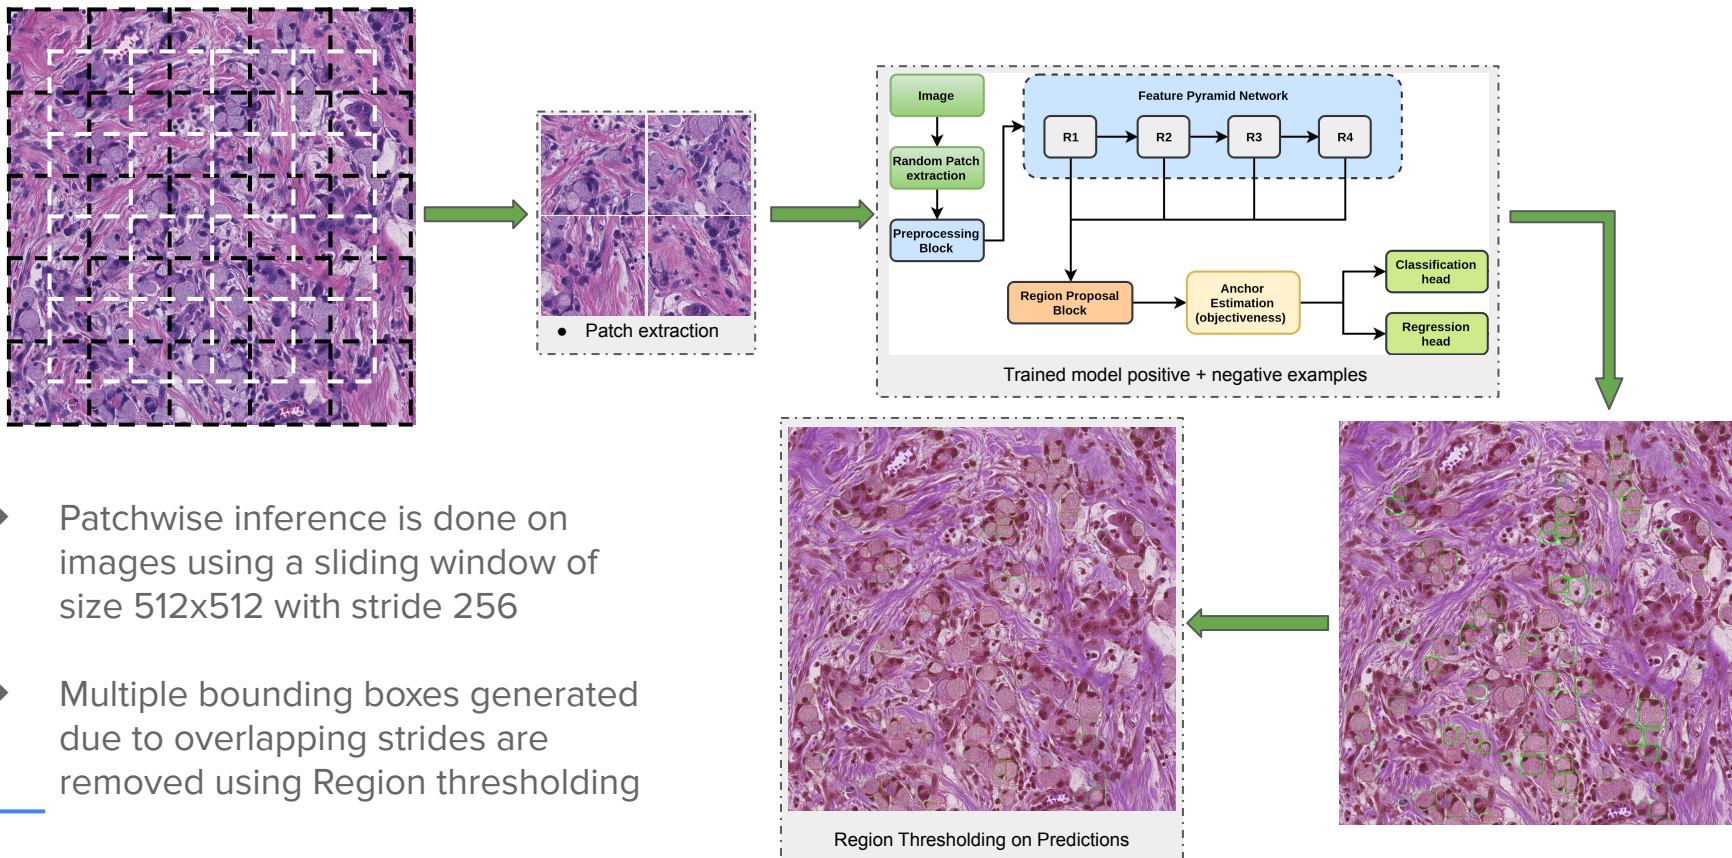 Image
Random Patch
extraction
Preprocessing
Block
Feature Pyramid Network
R1
R2
R3
R4
Region Proposal
Block
Anchor
Estimation
(objectiveness)
Classification
head
Regression
head
● Patch extraction
Trained model positive + negative examples
Patchwise inference is done on
images using a sliding window of
size 512x512 with stride 256
Multiple bounding boxes generated
due to overlapping strides are
removed using Region thresholding
Region Thresholding on Predictions